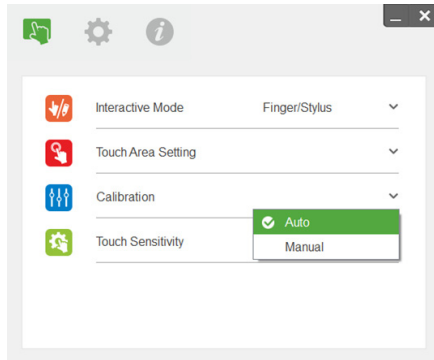 Interactive Mode Finger/Stylus
Touch Area Setting
Calibration
Auto
Touch Sensitivity
Manual